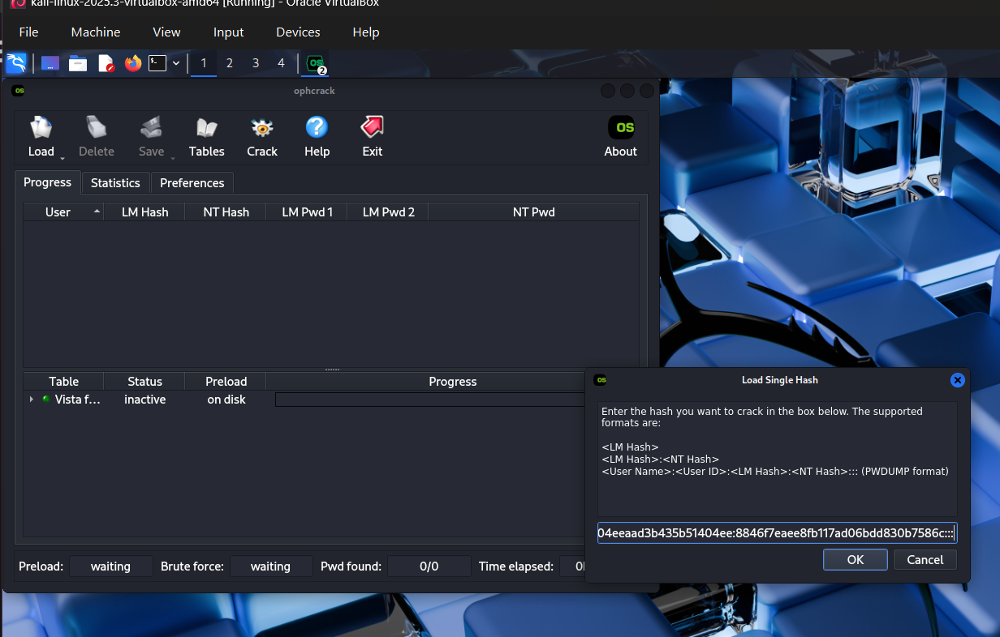 kali-linux-2025.3-virtualbox-amd64 [Running] - Oracle VirtualBox
File Machine View Input Devices Help
1 2 3 4 OS 2
OS ophcrack
Load Delete Save Tables Crack Help Exit OS About
Progress Statistics Preferences
User LM Hash NT Hash LM Pwd 1 LM Pwd 2 NT Pwd
Table Status Preload Progress
Vista f... inactive on disk
Preload: waiting Brute force: waiting Pwd found: 0/0 Time elapsed:
OS Load Single Hash
Enter the hash you want to crack in the box below. The supported
formats are:
<LM Hash>
<LM Hash>:<NT Hash>
<User Name>:<User ID>:<LM Hash>:<NT Hash>::: (PWDUMP format)
04eeaad3b435b51404ee:8846f7eaee8fb117ad06bdd830b7586c:::
OK Cancel